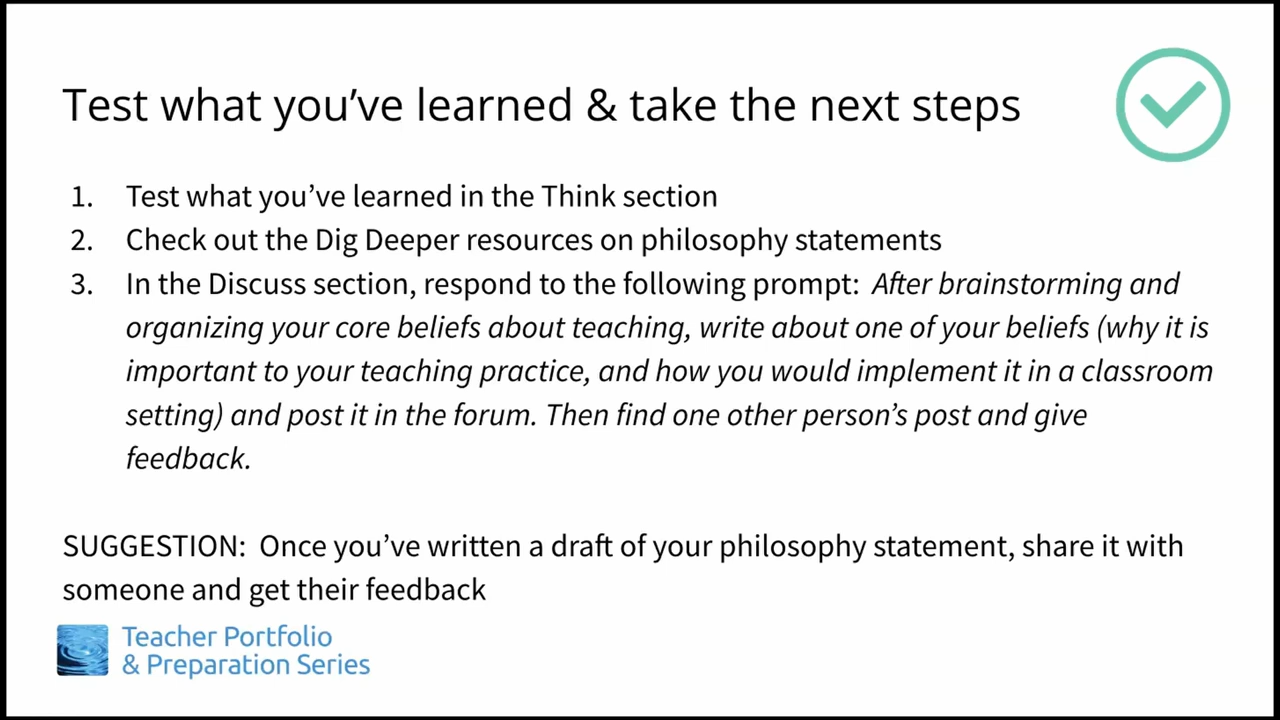 Test what you’ve learned & take the next steps
1. Test what you’ve learned in the Think section
2. Check out the Dig Deeper resources on philosophy statements
3. In the Discuss section, respond to the following prompt: After brainstorming and
organizing your core beliefs about teaching, write about one of your beliefs (why it is
important to your teaching practice, and how you would implement it in a classroom
setting) and post it in the forum. Then find one other person’s post and give
feedback.
SUGGESTION: Once you’ve written a draft of your philosophy statement, share it with
someone and get their feedback
Teacher Portfolio
& Preparation Series